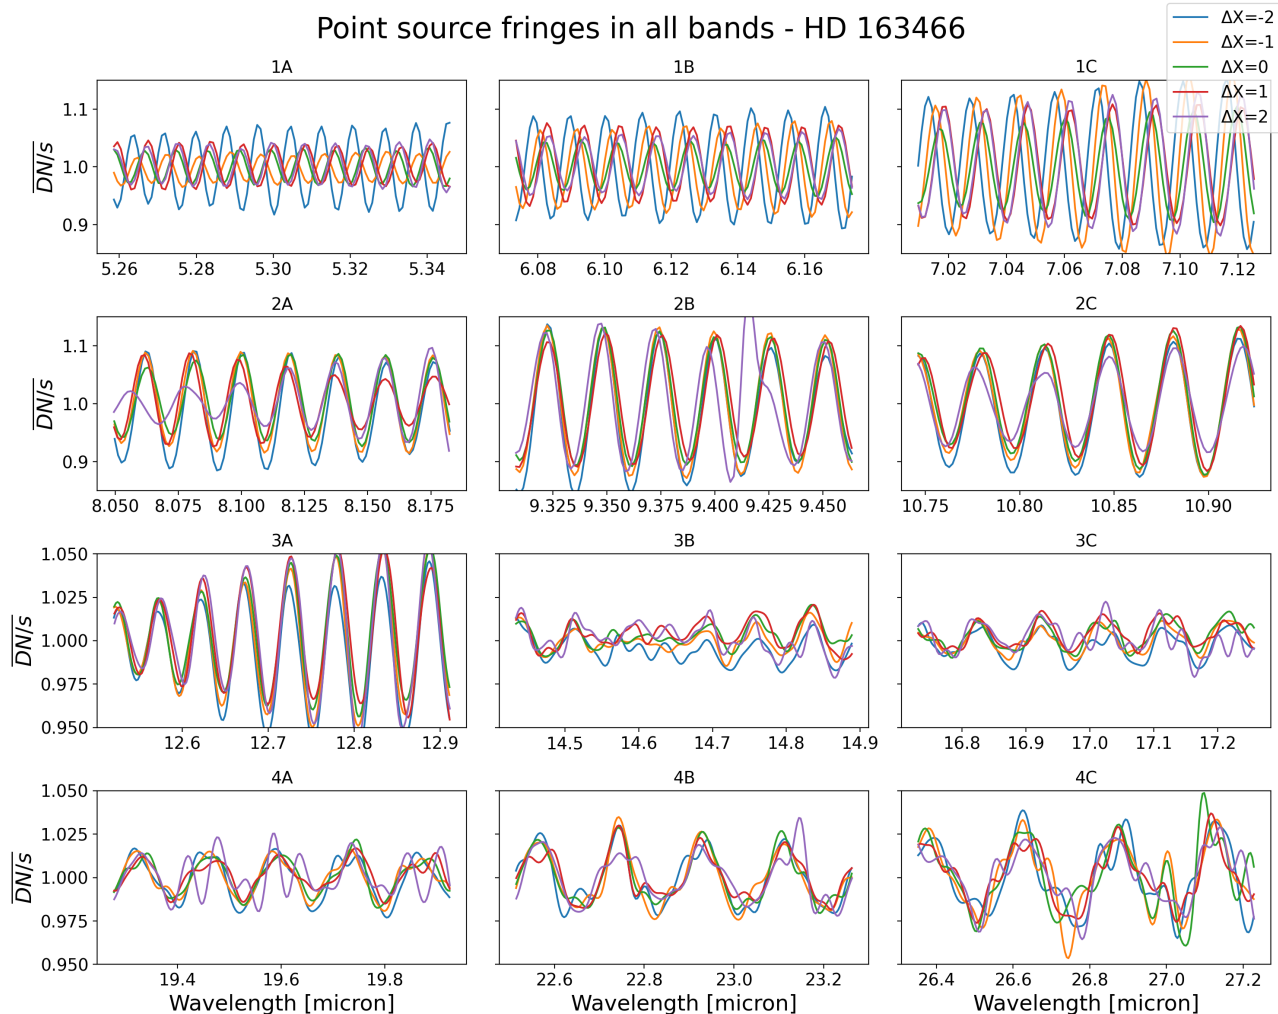 Point source fringes in all bands - HD 163466
ΔX=-2
ΔX=-1
ΔX=0
ΔX=1
ΔX=2
1A
1B
1C
1.1
1.0
0.9
DN/s
5.26 5.28 5.30 5.32 5.34
6.08 6.10 6.12 6.14 6.16
7.02 7.04 7.06 7.08 7.10 7.12
2A
2B
2C
1.1
1.0
0.9
DN/s
8.050 8.075 8.100 8.125 8.150 8.175
9.325 9.350 9.375 9.400 9.425 9.450
10.75 10.80 10.85 10.90
3A
3B
3C
1.050
1.025
1.000
0.975
0.950
DN/s
12.6 12.7 12.8 12.9
14.5 14.6 14.7 14.8 14.9
16.8 16.9 17.0 17.1 17.2
4A
4B
4C
1.050
1.025
1.000
0.975
0.950
DN/s
19.4 19.6 19.8
22.6 22.8 23.0 23.2
26.4 26.6 26.8 27.0 27.2
Wavelength [micron]
Wavelength [micron]
Wavelength [micron]